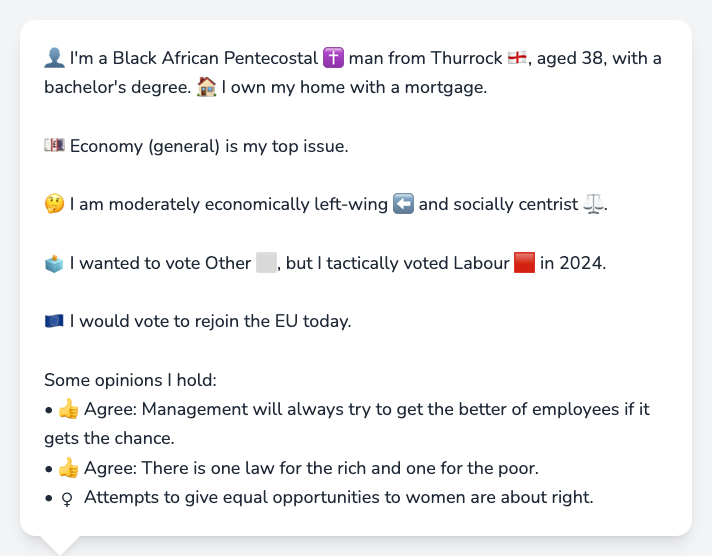 👤 I'm a Black African Pentecostal ✝️ man from Thurrock 🏴󠁧󠁢󠁥󠁮󠁧󠁿, aged 38, with a
bachelor's degree. 🏠 I own my home with a mortgage.
💷 Economy (general) is my top issue.
🤔 I am moderately economically left-wing ⬅️ and socially centrist ⚖️.
🗳️ I wanted to vote Other ⬜, but I tactically voted Labour 🟥 in 2024.
🇪🇺 I would vote to rejoin the EU today.
Some opinions I hold:
• 👍 Agree: Management will always try to get the better of employees if it
gets the chance.
• 👍 Agree: There is one law for the rich and one for the poor.
• ♀ Attempts to give equal opportunities to women are about right.